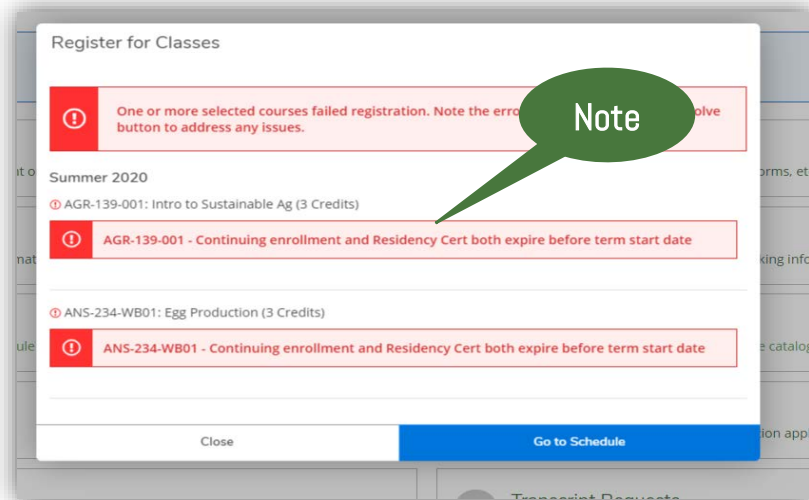 Register for Classes
One or more selected courses failed registration. Note the Note
button to address any issues.
Summer 2020
AGR-139-001: Intro to Sustainable Ag (3 Credits)
AGR-139-001 - Continuing enrollment and Residency Cert both expire before term start date
ANS-234-WB01: Egg Production (3 Credits)
ANS-234-WB01 - Continuing enrollment and Residency Cert both expire before term start date
Close Go to Schedule